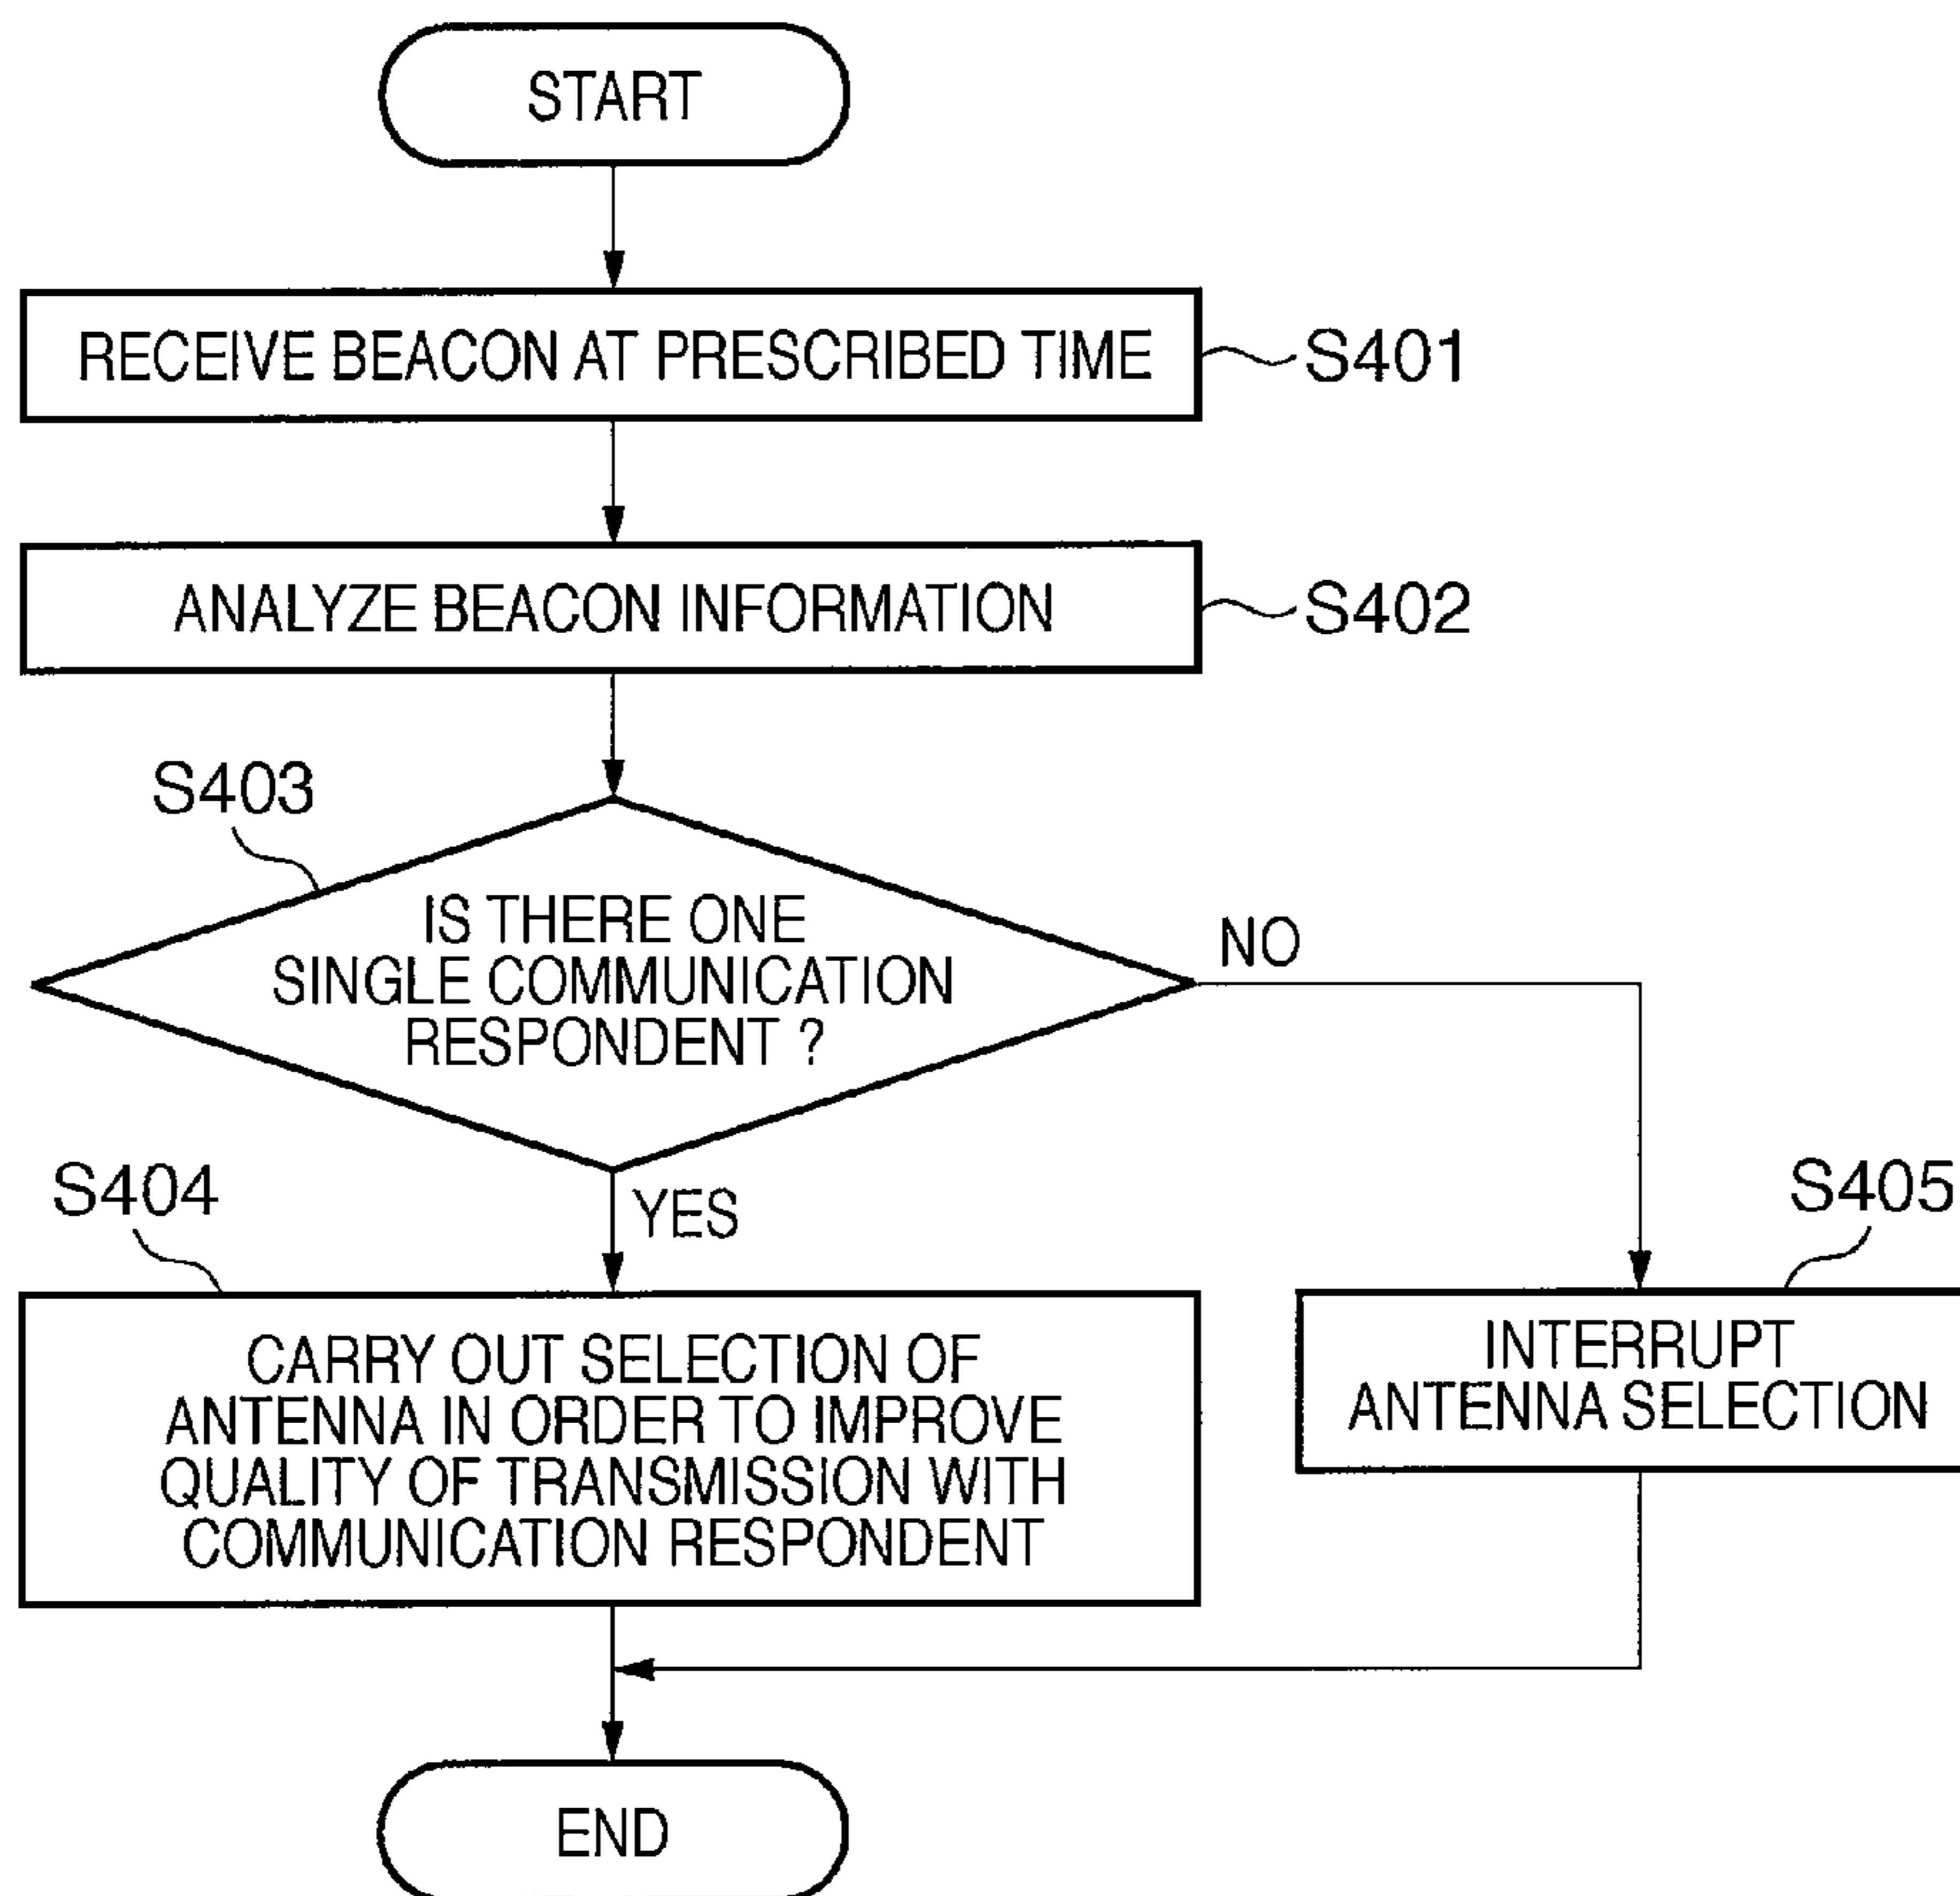 START
RECEIVE BEACON AT PRESCRIBED TIME
S401
ANALYZE BEACON INFORMATION
S402
S403
IS THERE ONE
SINGLE COMMUNICATION
RESPONDENT ?
NO
YES
S404
CARRY OUT SELECTION OF
ANTENNA IN ORDER TO IMPROVE
QUALITY OF TRANSMISSION WITH
COMMUNICATION RESPONDENT
S405
INTERRUPT
ANTENNA SELECTION
END